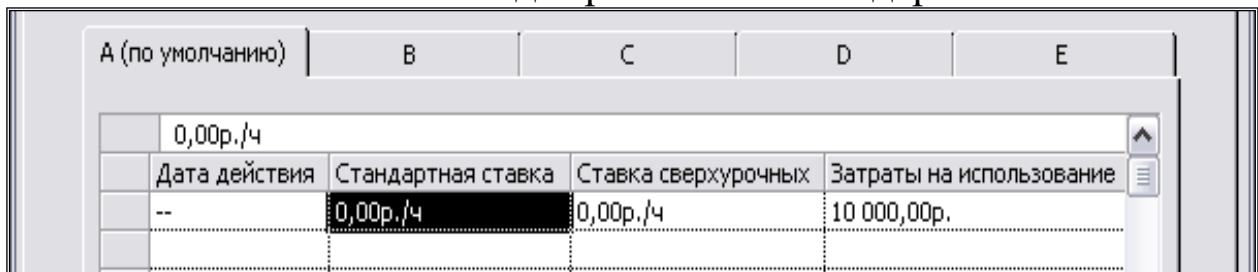 А (по умолчанию) B C D E
0,00р./ч
Дата действия Стандартная ставка Ставка сверхурочных Затраты на использование
-- 0,00р./ч 0,00р./ч 10 000,00р.